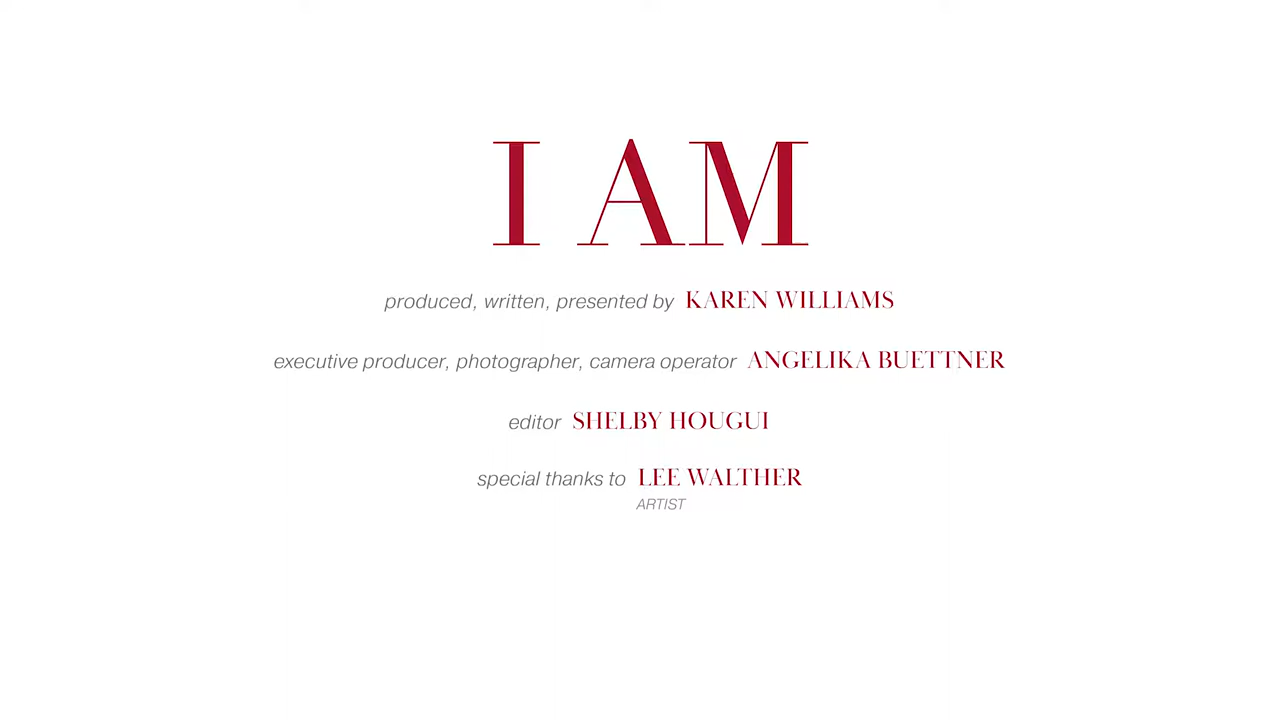 I AM
produced, written, presented by KAREN WILLIAMS
executive producer, photographer, camera operator ANGELIKA BUETTNER
editor SHELBY HOUGUI
special thanks to LEE WALTHER
ARTIST